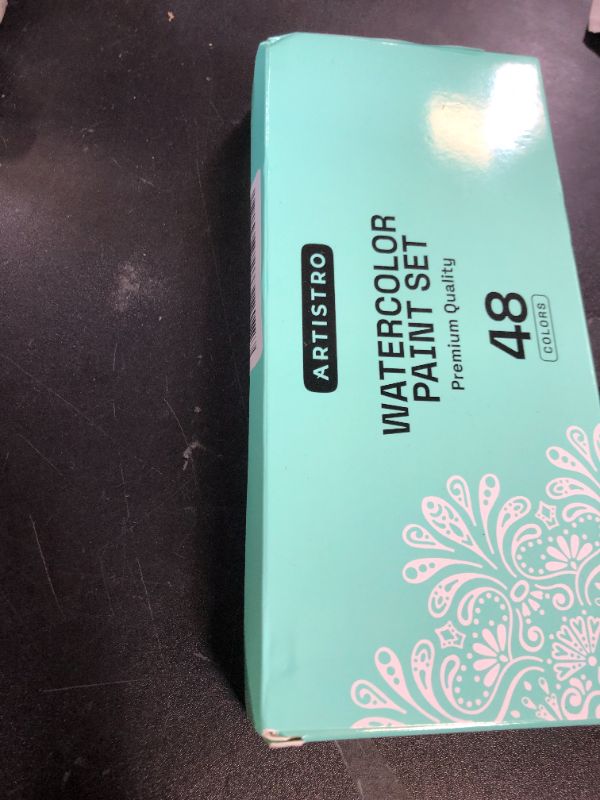 ARTISTRO
WATERCOLOR
PAINT SET
Premium Quality
48
COLORS